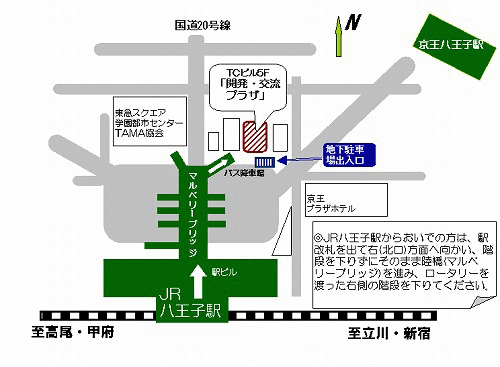 国道20号線
N
京王八王子駅
TCビル5F
「開発・交流
プラザ」
東急スクエア
学園都市センター
TAMA協会
地下駐車
場出入口
バス降車場
マルベリーブリッジ
京王
プラザホテル
◎JR八王子駅からおいでの方は、駅
改札を出て右(北口)方面へ向かい、階
段を下りずにそのまま陸橋(マルベ
リーブリッジ)を進み、ロータリーを
渡った右側の階段を下りてください。
駅ビル
JR
八王子駅
至高尾・甲府
至立川・新宿